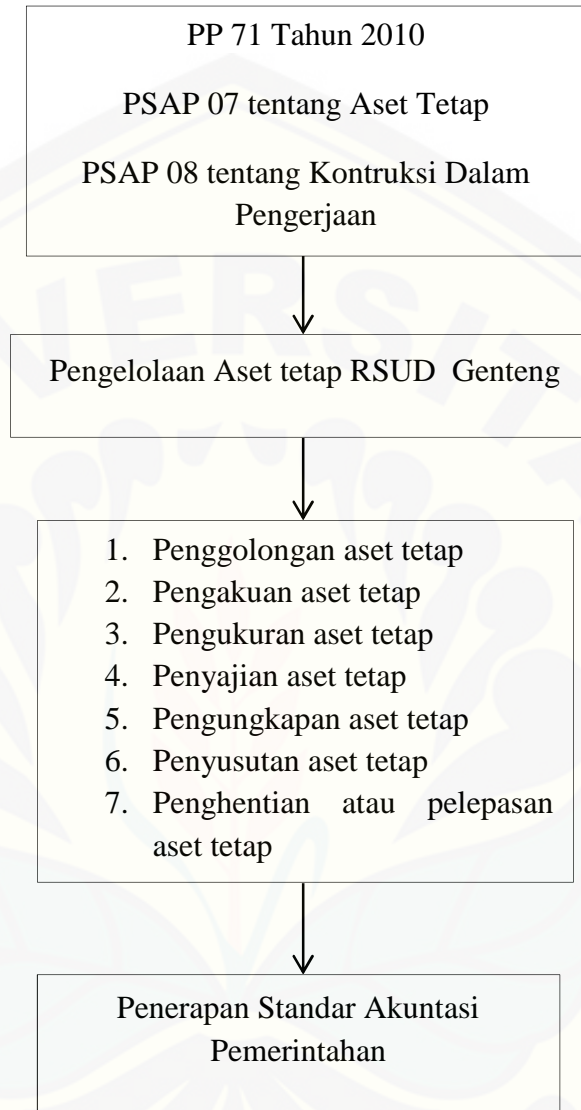 PP 71 Tahun 2010
PSAP 07 tentang Aset Tetap
PSAP 08 tentang Kontruksi Dalam
Pengerjaan
Pengelolaan Aset tetap RSUD Genteng
1. Penggolongan aset tetap
2. Pengakuan aset tetap
3. Pengukuran aset tetap
4. Penyajian aset tetap
5. Pengungkapan aset tetap
6. Penyusutan aset tetap
7. Penghentian atau pelepasan
aset tetap
Penerapan Standar Akuntasi
Pemerintahan